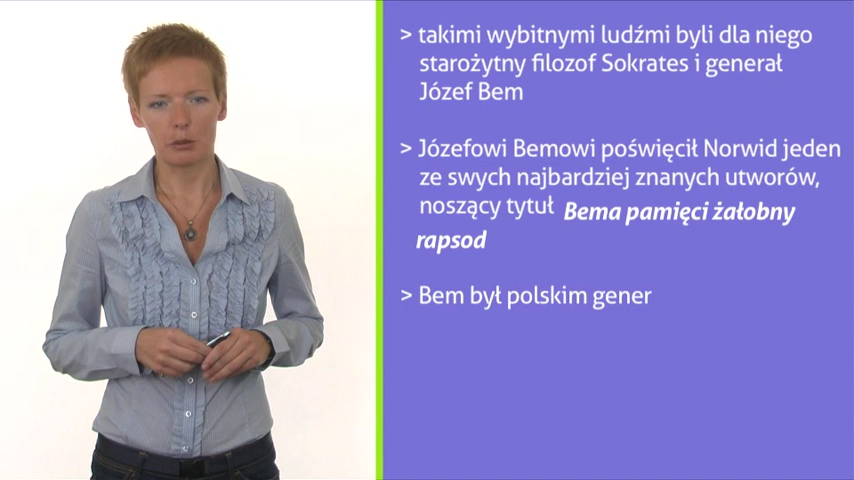 > takimi wybitnymi ludźmi byli dla niego
starożytny filozof Sokrates i generał
Józef Bem
> Józefowi Bemowi poświęcił Norwid jeden
ze swych najbardziej znanych utworów,
noszący tytuł Bema pamięci żałobny
rapsod
> Bem był polskim gener